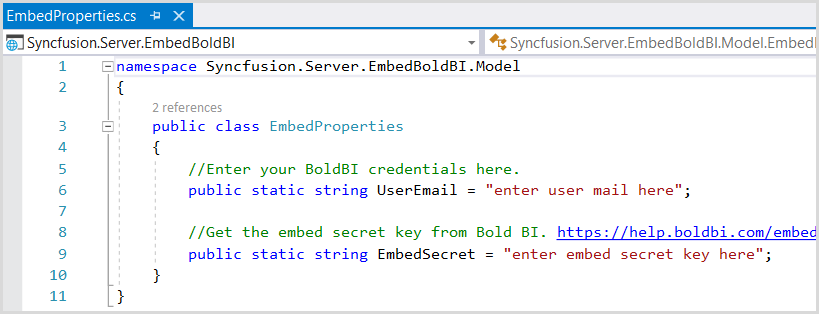 EmbedProperties.cs
Syncfusion.Server.EmbedBoldBI Syncfusion.Server.EmbedBoldBI.Model.Embed
1 namespace Syncfusion.Server.EmbedBoldBI.Model
2 {
2 references
3 public class EmbedProperties
4 {
5 //Enter your BoldBI credentials here.
6 public static string UserEmail = "enter user mail here";
7
8 //Get the embed secret key from Bold BI. https://help.boldbi.com/embed
9 public static string EmbedSecret = "enter embed secret key here";
10 }
11 }